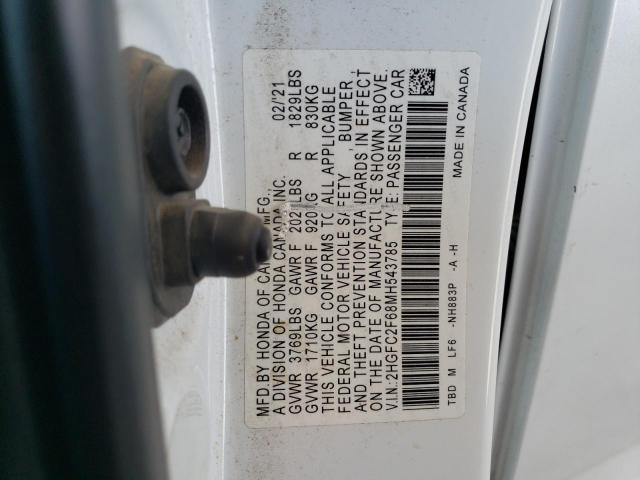 MFD.BY HONDA OF CANADA MFG. 02/'21
A DIVISION OF HONDA CANADA INC.
GVWR 3769LBS GAWR F LBS R 1829LBS
GVWR 1710KG GAWR F 920KG R 830KG
THIS VEHICLE CONFORMS TO ALL APPLICABLE
FEDERAL MOTOR VEHICLE SAFETY, BUMPER,
AND THEFT PREVENTION STANDARDS IN EFFECT
ON THE DATE OF MANUFACTURE SHOWN ABOVE.
V.I.N.:2HGFC2F68MH543785 TYPE: PASSENGER CAR
TBD M LF6 -NH883P -A -H MADE IN CANADA